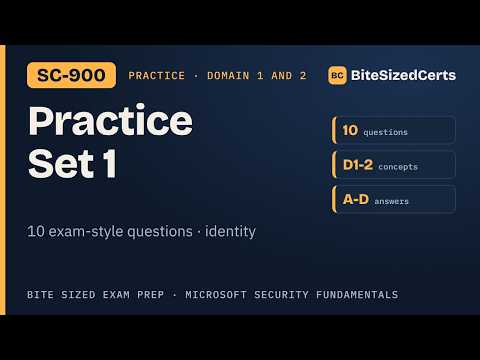 SC-900 PRACTICE · DOMAIN 1 AND 2
BC BiteSizedCerts
Practice
Set 1
10 questions
D1-2 concepts
A-D answers
10 exam-style questions · identity
BITE SIZED EXAM PREP · MICROSOFT SECURITY FUNDAMENTALS